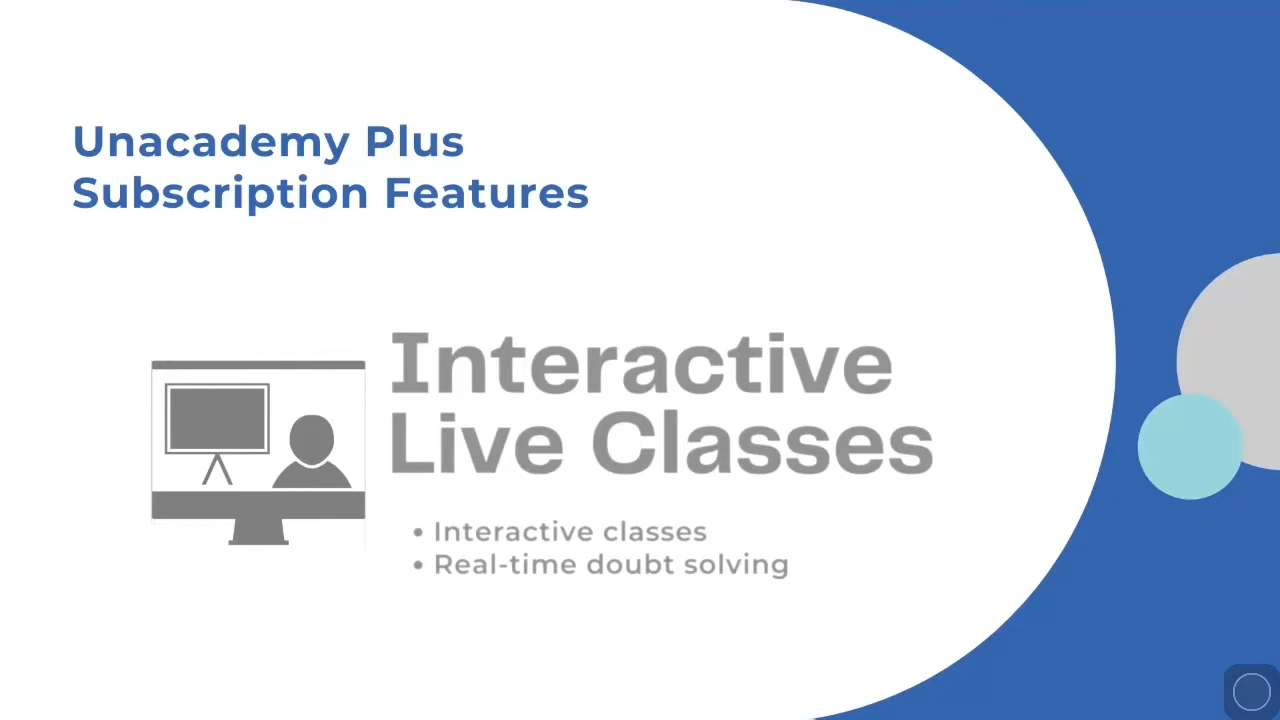 Unacademy Plus
Subscription Features
Interactive
Live Classes
• Interactive classes
• Real-time doubt solving